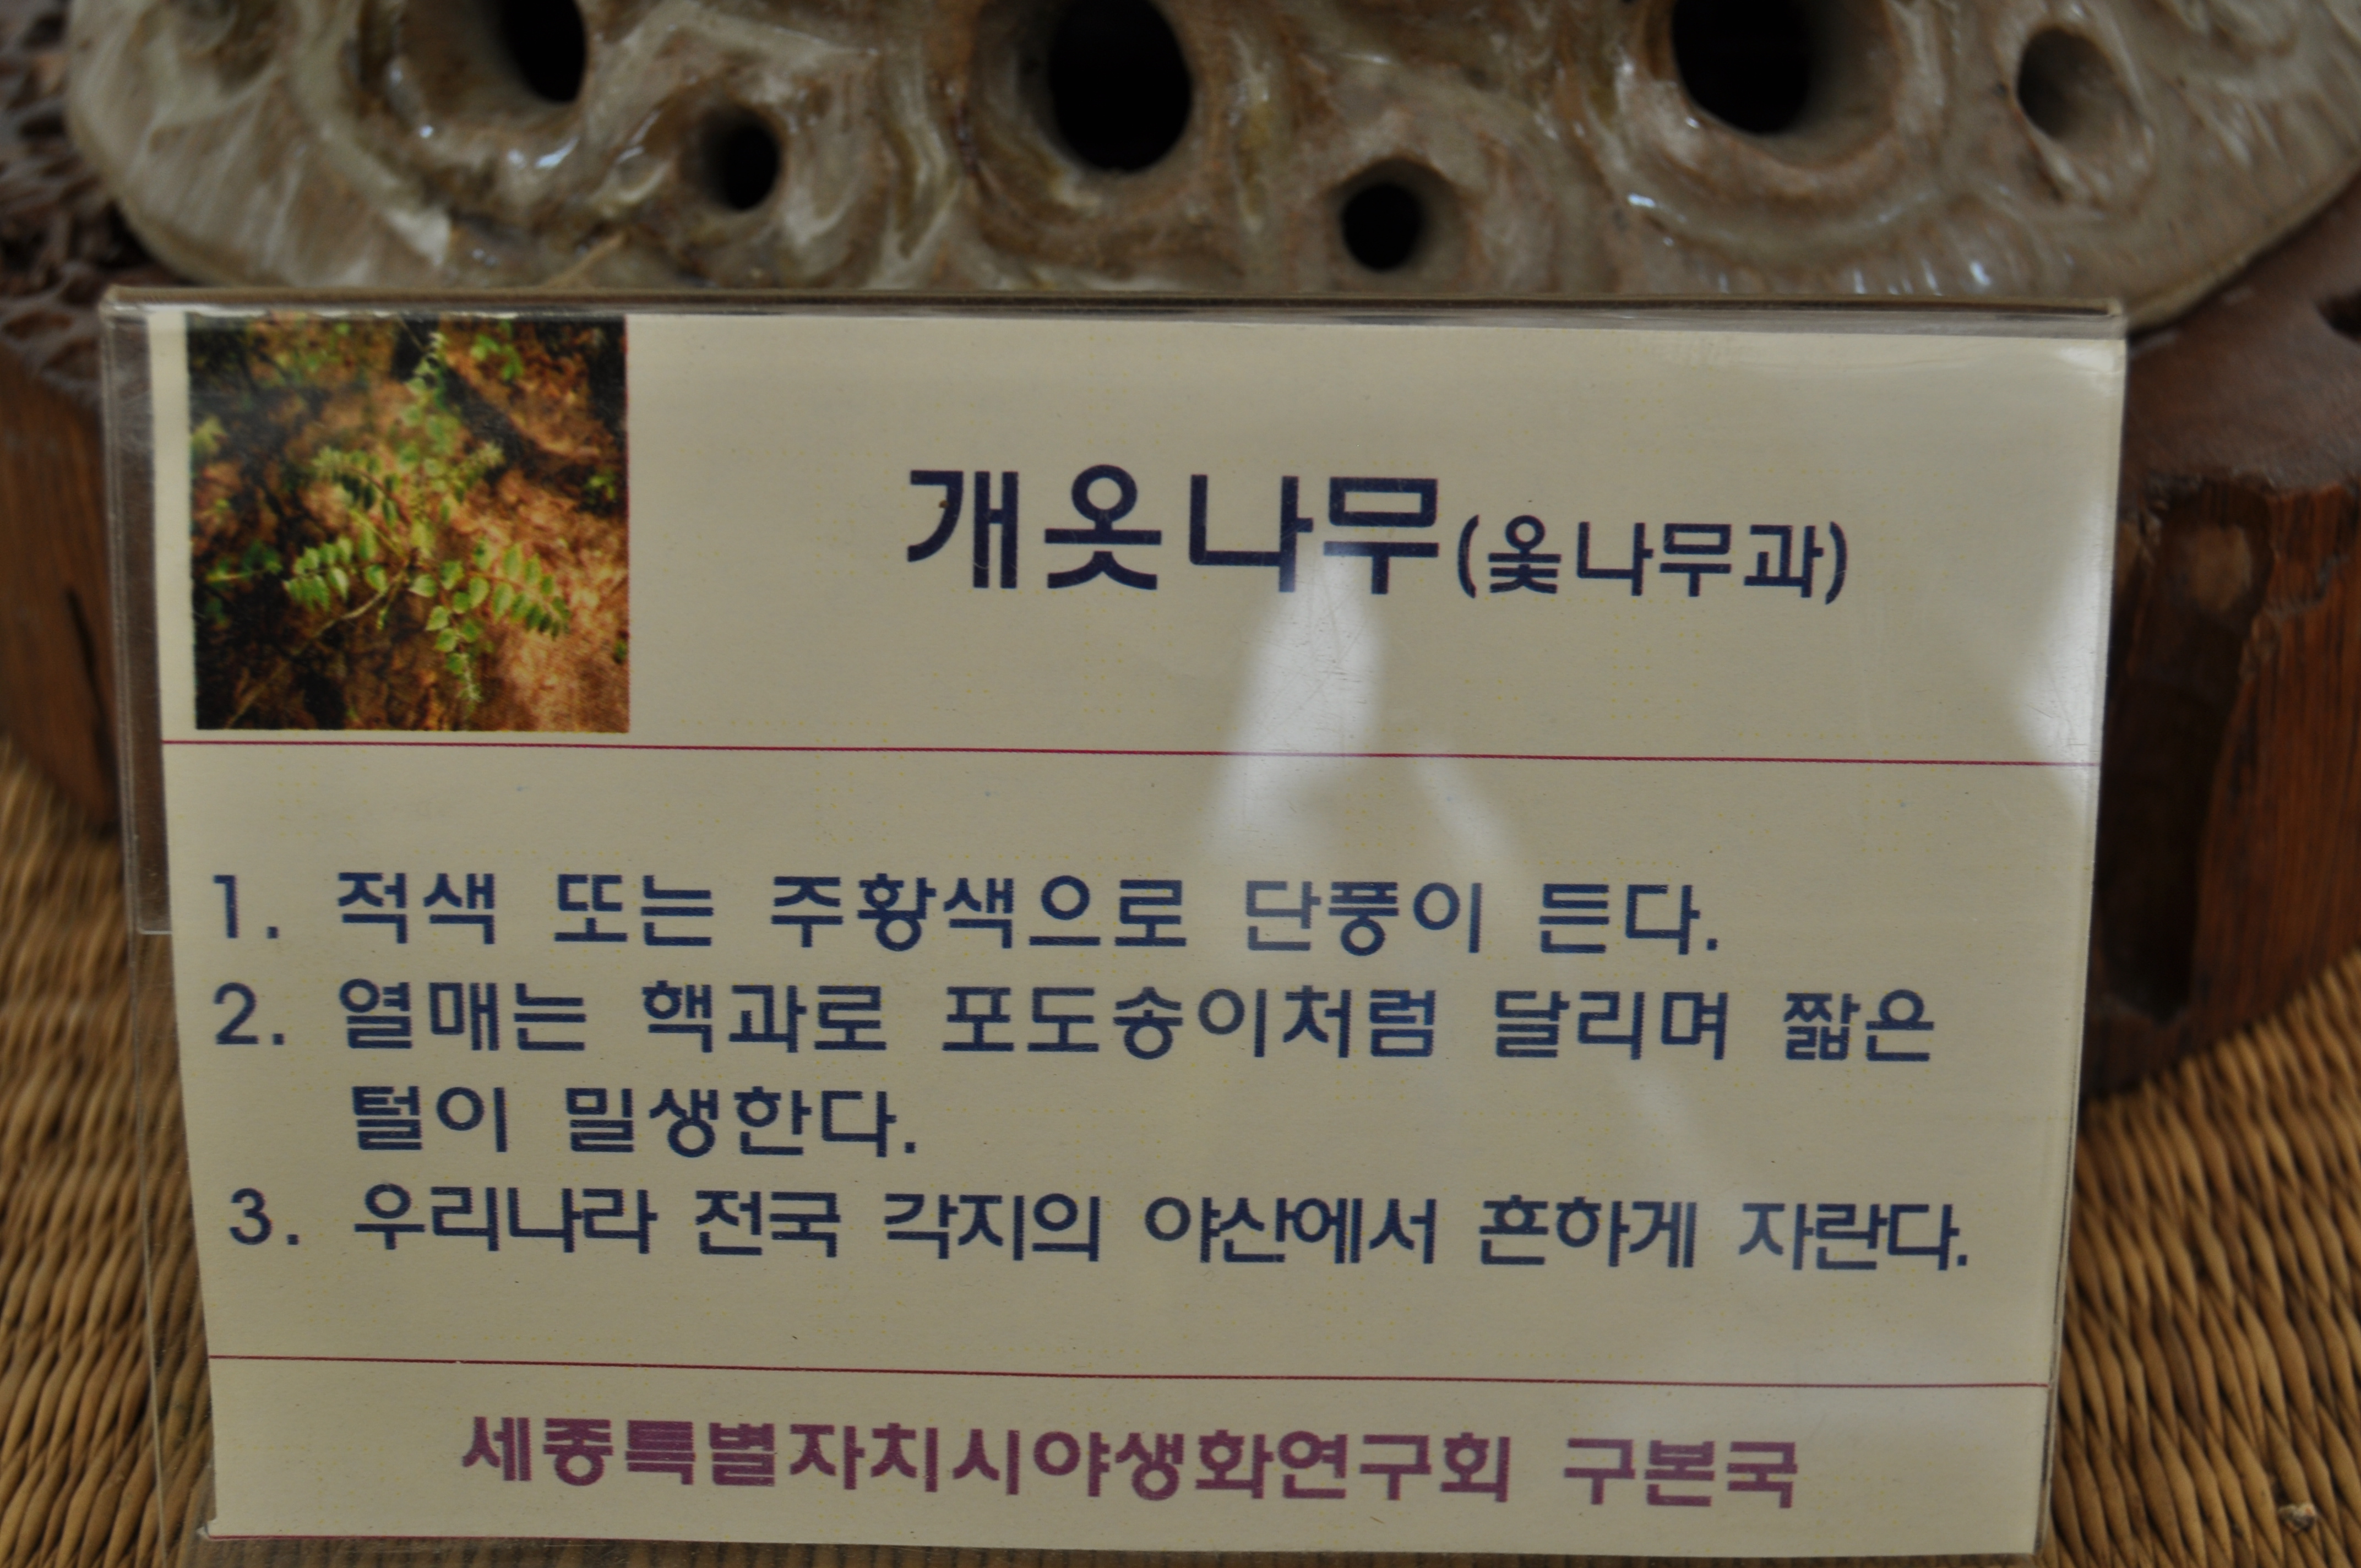 개옷나무(옻나무과)
1. 적색 또는 주황색으로 단풍이 든다.
2. 열매는 핵과로 포도송이처럼 달리며 짧은
털이 밀생한다.
3. 우리나라 전국 각지의 야산에서 흔하게 자란다.
세종특별자치시야생화연구회 구본국